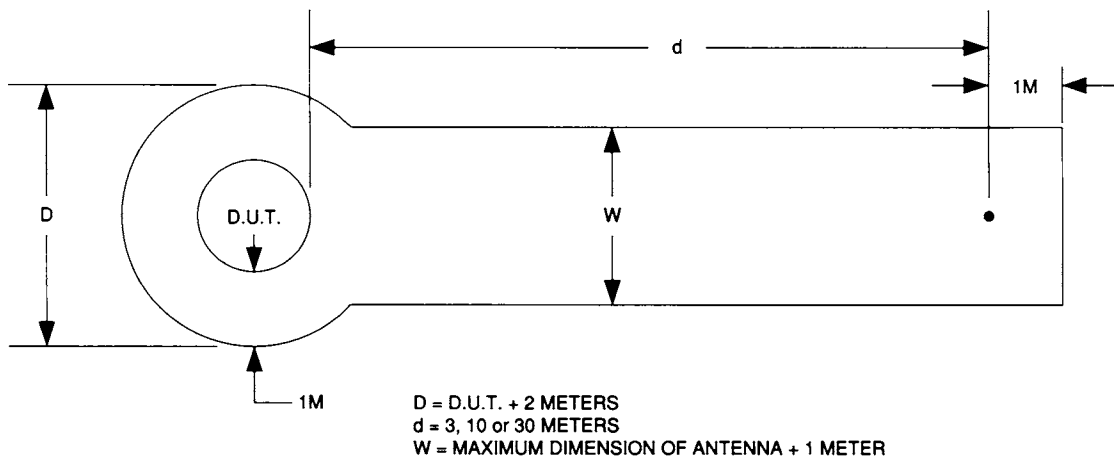 d
1M
D
D.U.T.
W
1M
D = D.U.T. + 2 METERS
d = 3, 10 or 30 METERS
W = MAXIMUM DIMENSION OF ANTENNA + 1 METER